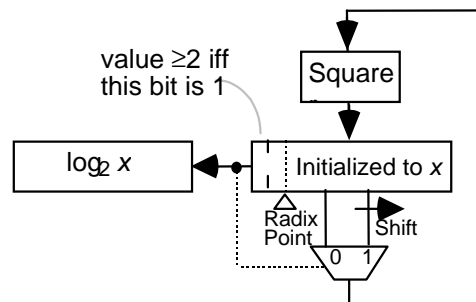 value ≥2 iff
this bit is 1
Square
log2 x
Initialized to x
Radix
Point
Shift
0 1